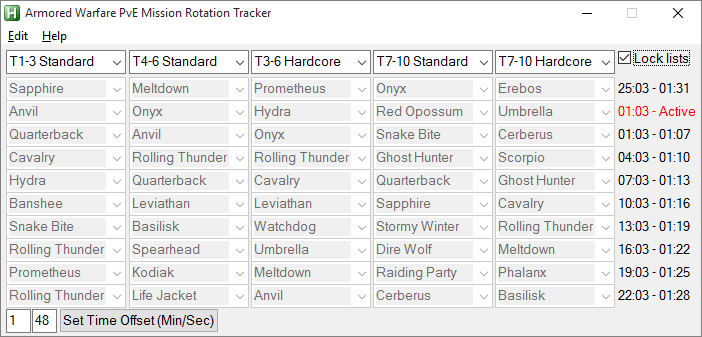 Armored Warfare PvE Mission Rotation Tracker
Edit Help
T1-3 Standard T4-6 Standard T3-6 Hardcore T7-10 Standard T7-10 Hardcore Lock lists
Sapphire Meltdown Prometheus Onyx Erebos 25:03 - 01:31
Anvil Onyx Hydra Red Opossum Umbrella 01:03 - Active
Quarterback Anvil Onyx Snake Bite Cerberus 01:03 - 01:07
Cavalry Rolling Thunder Rolling Thunder Ghost Hunter Scorpio 04:03 - 01:10
Hydra Quarterback Cavalry Quarterback Ghost Hunter 07:03 - 01:13
Banshee Leviathan Leviathan Sapphire Cavalry 10:03 - 01:16
Snake Bite Basilisk Watchdog Stormy Winter Rolling Thunder 13:03 - 01:19
Rolling Thunder Spearhead Umbrella Dire Wolf Meltdown 16:03 - 01:22
Prometheus Kodiak Meltdown Raiding Party Phalanx 19:03 - 01:25
Rolling Thunder Life Jacket Anvil Cerberus Basilisk 22:03 - 01:28
1 48 Set Time Offset (Min/Sec)